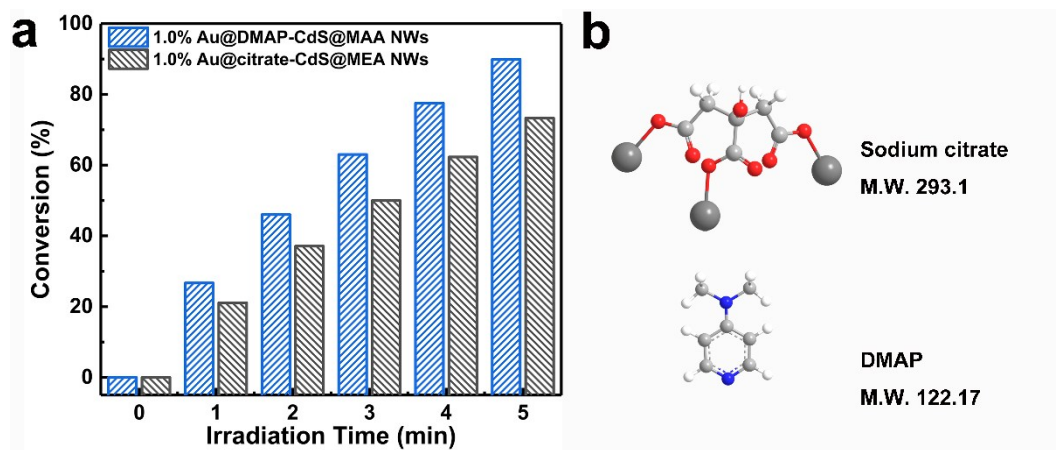 a
100
80
60
40
20
0
Conversion (%)
1.0% Au@DMAP-CdS@MAA NWs
1.0% Au@citrate-CdS@MEA NWs
0 1 2 3 4 5
Irradiation Time (min)
b
Sodium citrate
M.W. 293.1
DMAP
M.W. 122.17